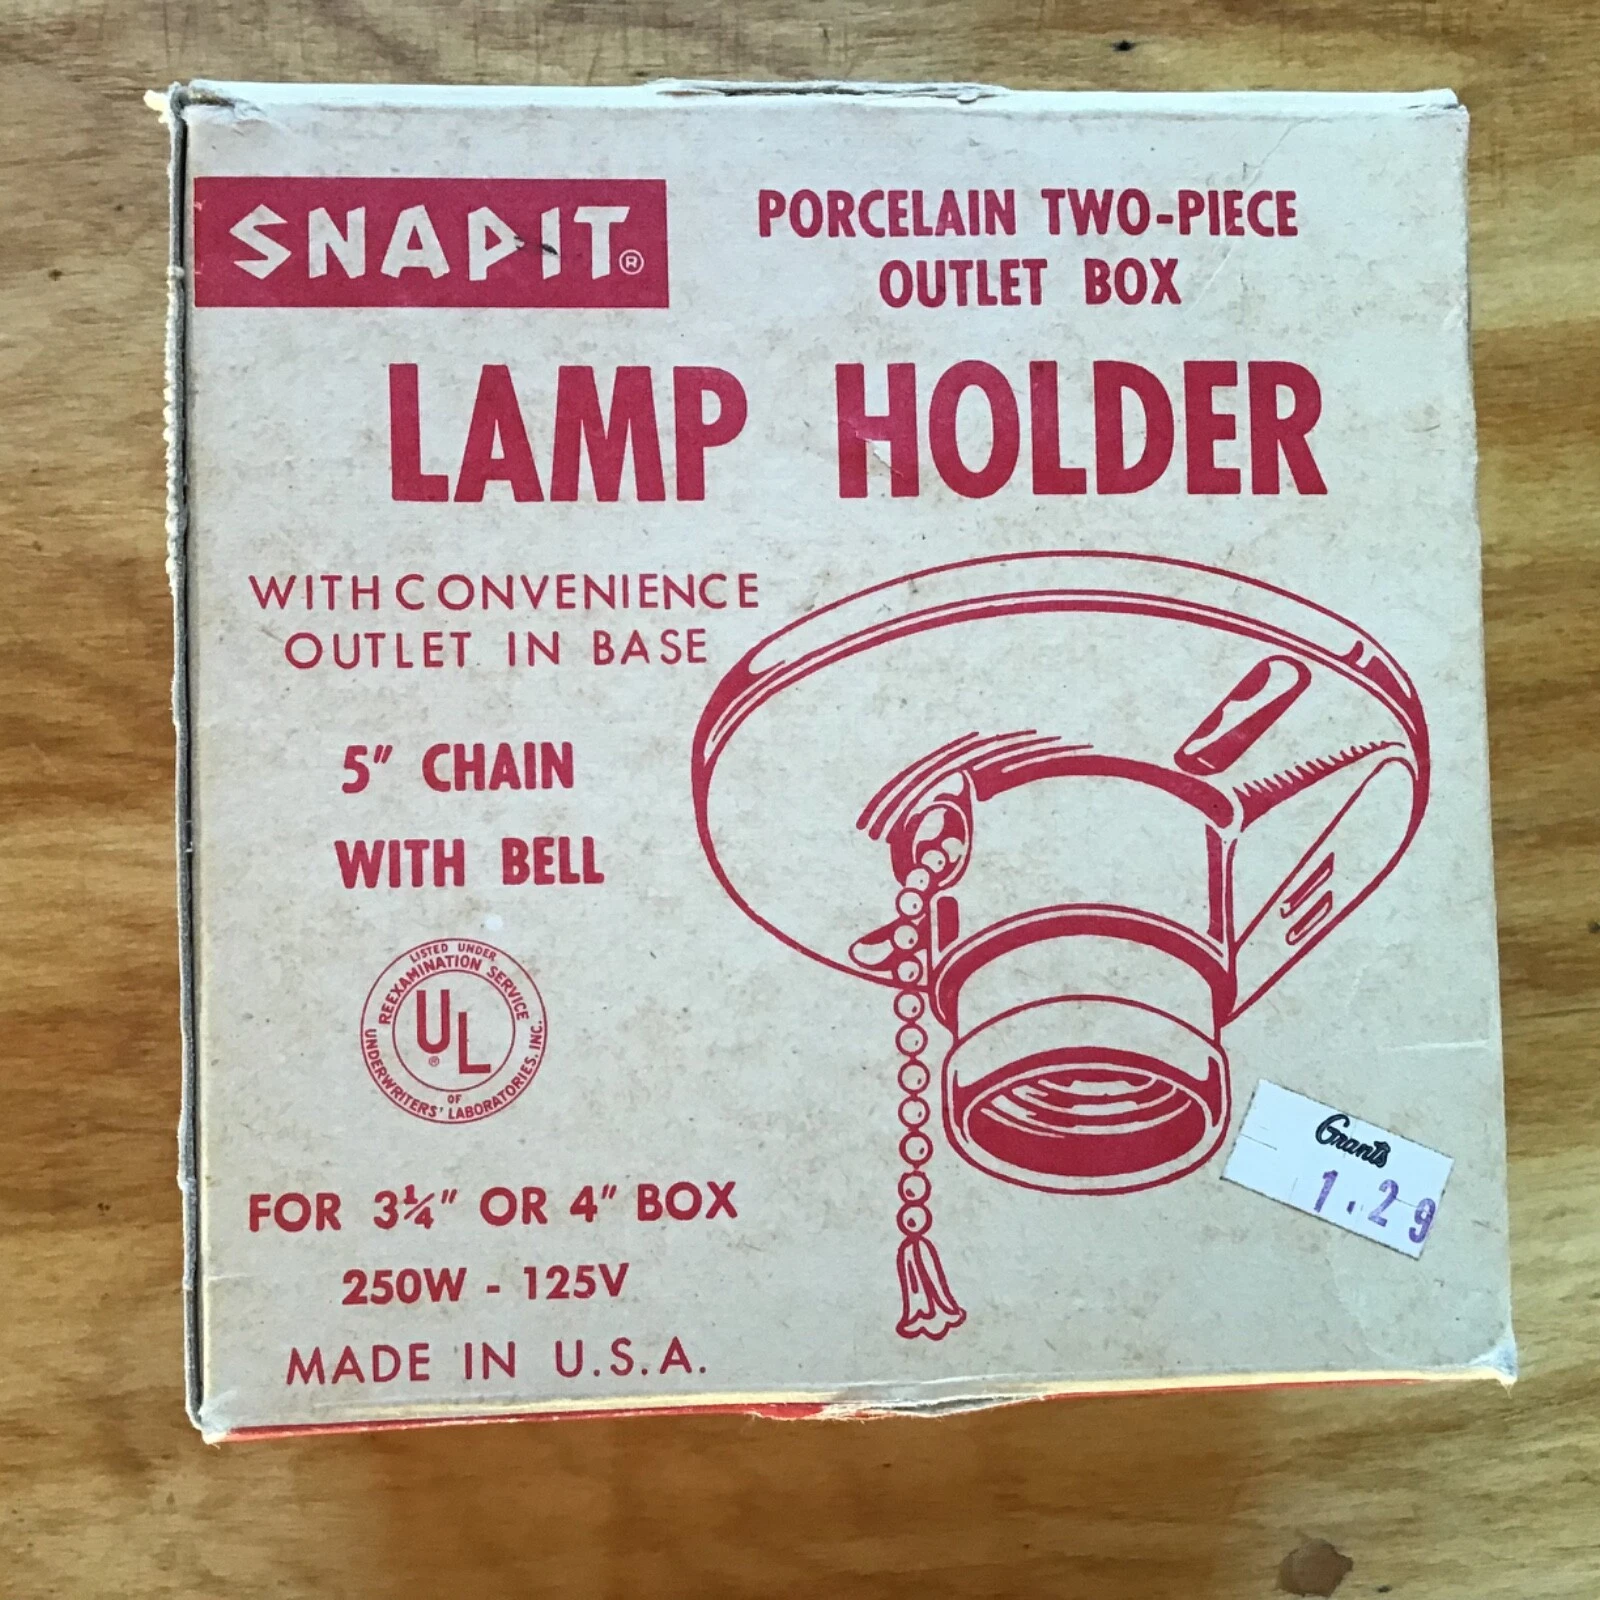 SNAPIT®
PORCELAIN TWO-PIECE
OUTLET BOX
LAMP HOLDER
WITH CONVENIENCE
OUTLET IN BASE
5" CHAIN
WITH BELL
LISTED UNDER
REEXAMINATION SERVICE
UL®
OF
UNDERWRITERS' LABORATORIES, INC.
FOR 3¼" OR 4" BOX
250W - 125V
MADE IN U.S.A.
Grants
1.29